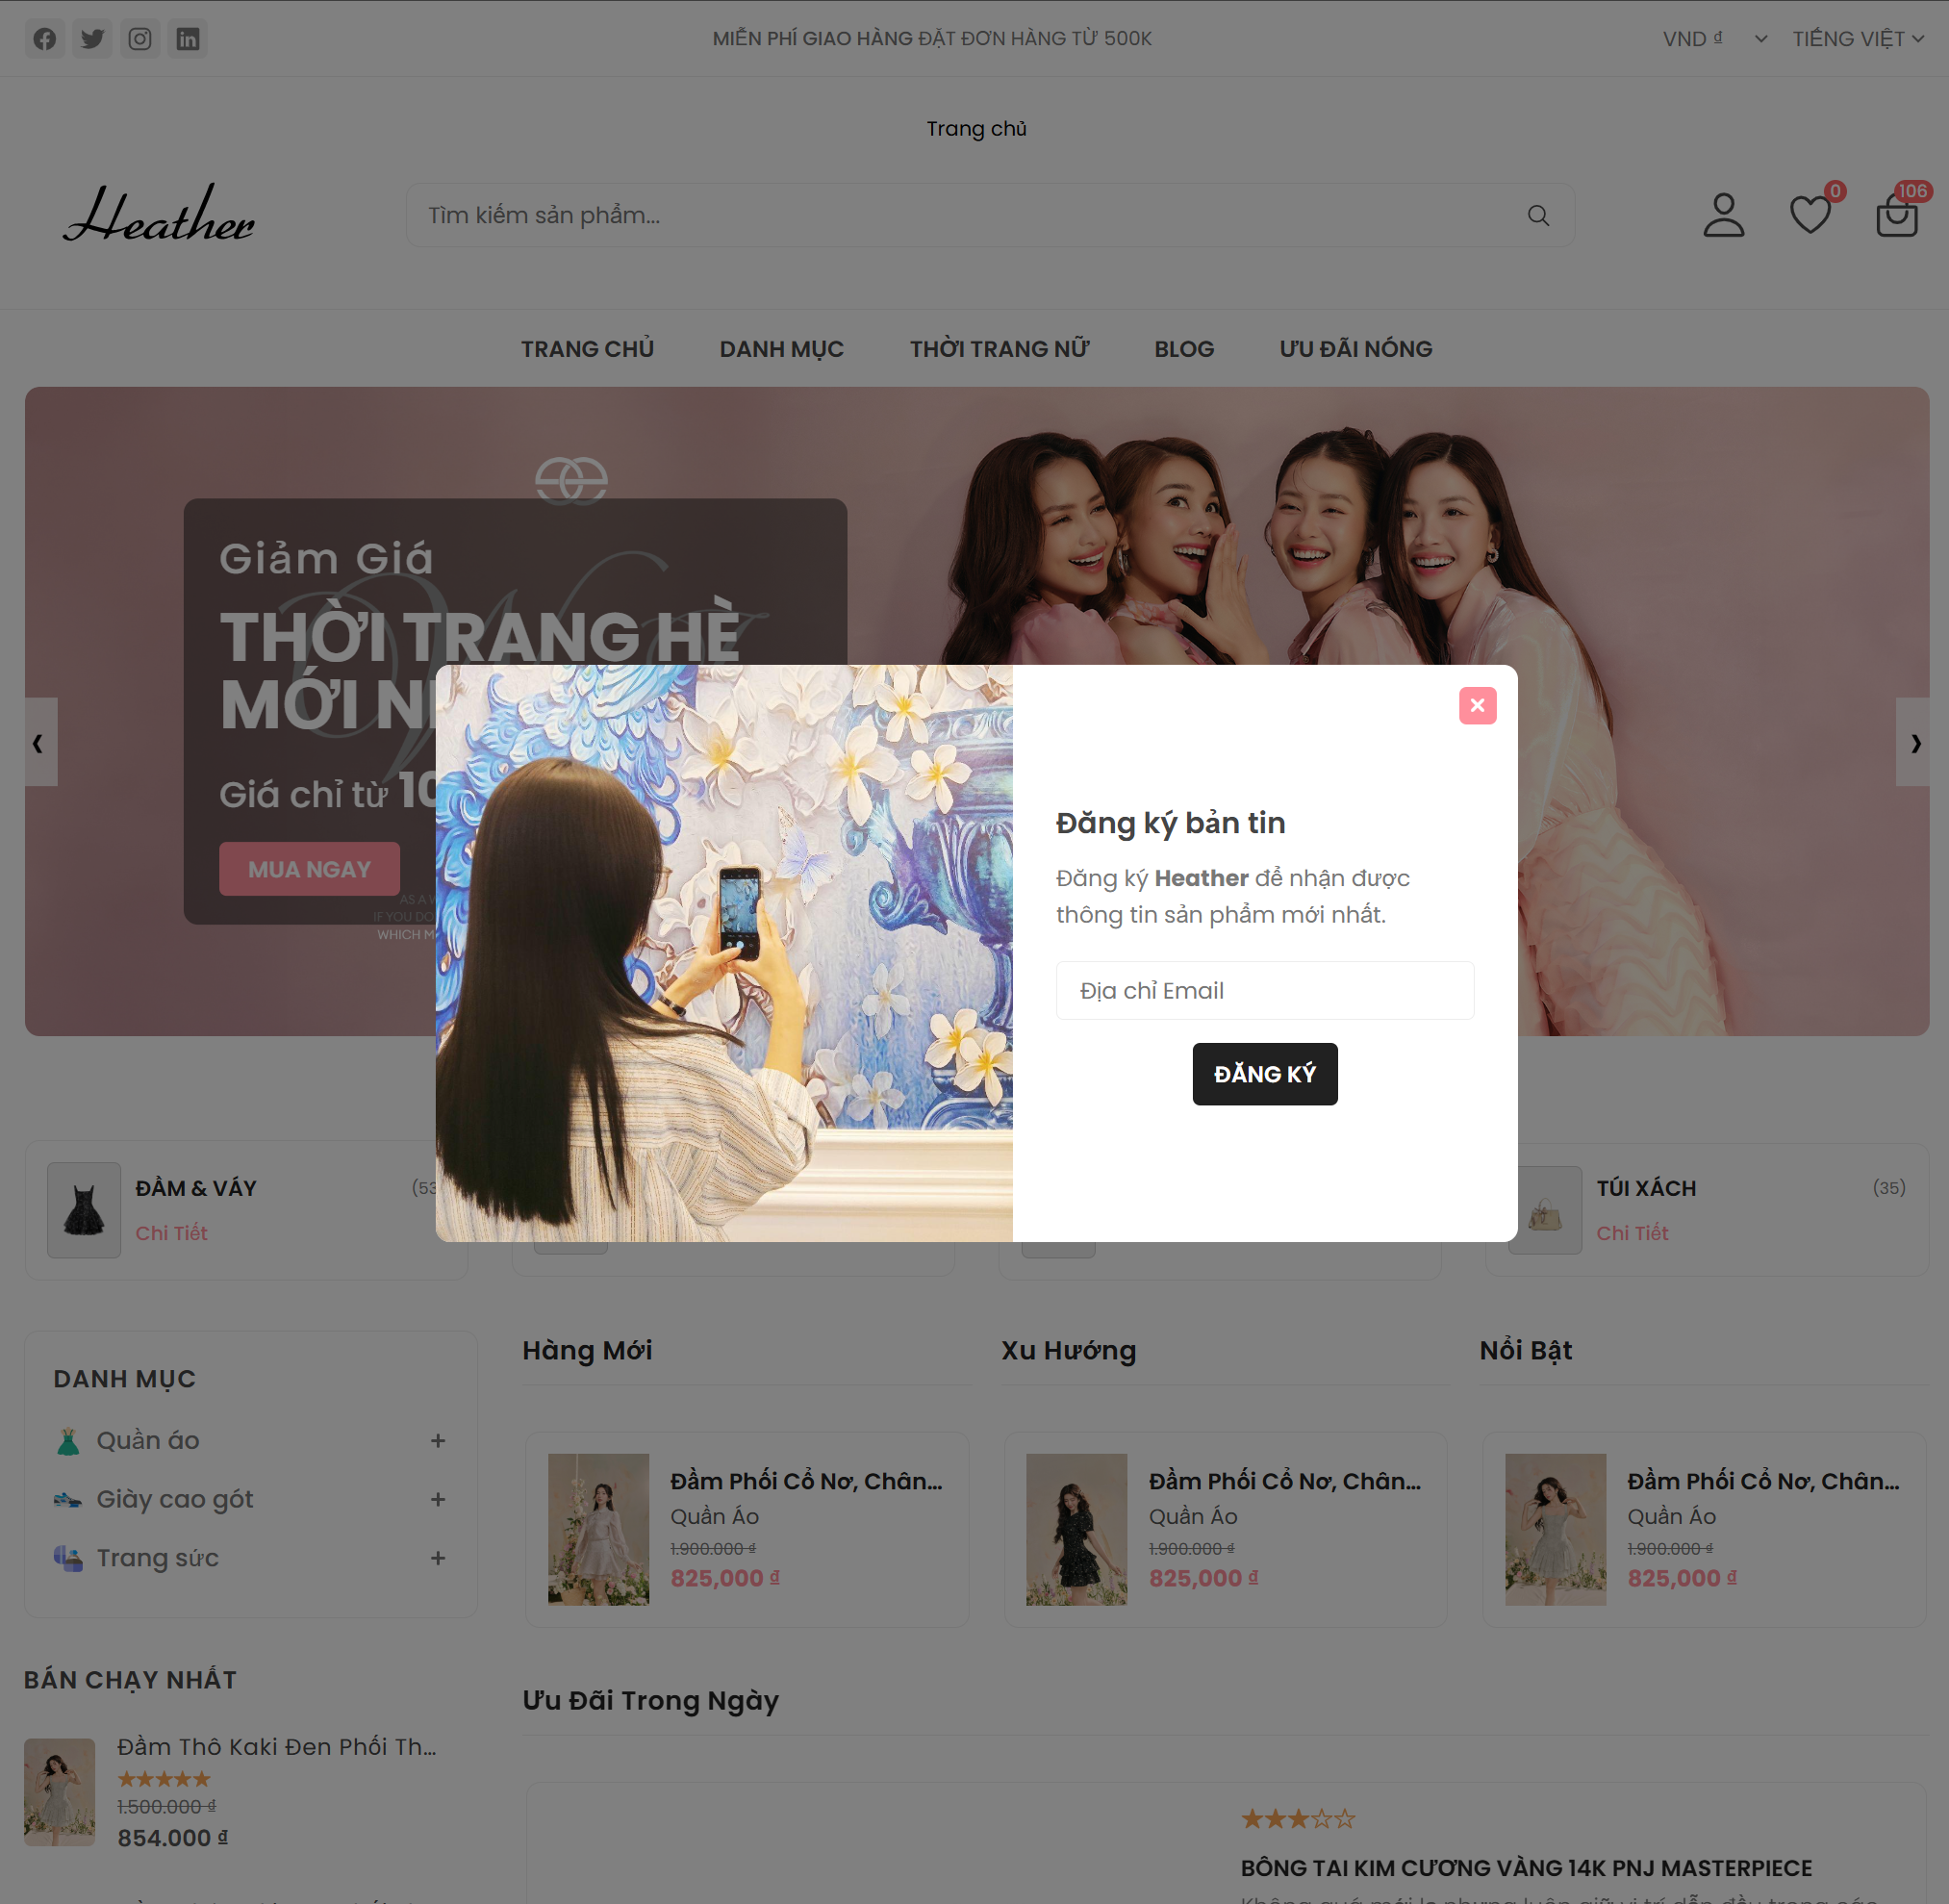 MIỄN PHÍ GIAO HÀNG ĐẶT ĐƠN HÀNG TỪ 500K
VND ₫
TIẾNG VIỆT
Trang chủ
Heather
Tìm kiếm sản phẩm...
0
106
TRANG CHỦ
DANH MỤC
THỜI TRANG NỮ
BLOG
ƯU ĐÃI NÓNG
Giảm Giá
THỜI TRANG HÈ
MỚI
Giá chỉ từ
MUA NGAY
AS A
IF YOU DO
WHICH
Đăng ký bản tin
Đăng ký Heather để nhận được
thông tin sản phẩm mới nhất.
Địa chỉ Email
ĐĂNG KÝ
ĐẦM & VÁY
Chi Tiết
TÚI XÁCH
(35)
Chi Tiết
DANH MỤC
Quần áo +
Giày cao gót +
Trang sức +
Hàng Mới
Đầm Phối Cổ Nơ, Chân...
Quần Áo
1.900.000 ₫
825,000 ₫
Xu Hướng
Đầm Phối Cổ Nơ, Chân...
Quần Áo
1.900.000 ₫
825,000 ₫
Nổi Bật
Đầm Phối Cổ Nơ, Chân...
Quần Áo
1.900.000 ₫
825,000 ₫
BÁN CHẠY NHẤT
Đầm Thô Kaki Đen Phối Th...
1.500.000 ₫
854.000 ₫
Ưu Đãi Trong Ngày
BÔNG TAI KIM CƯƠNG VÀNG 14K PNJ MASTERPIECE